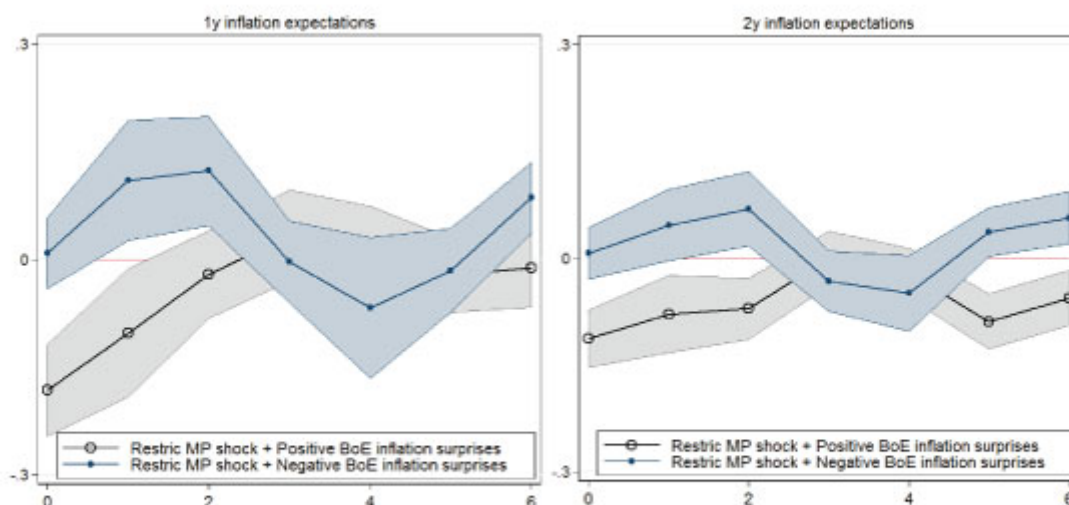 1y inflation expectations
.3
0
-.3
Restric MP shock + Positive BoE inflation surprises
Restric MP shock + Negative BoE inflation surprises
0 2 4 6
2y inflation expectations
.3
0
-.3
Restric MP shock + Positive BoE inflation surprises
Restric MP shock + Negative BoE inflation surprises
0 2 4 6